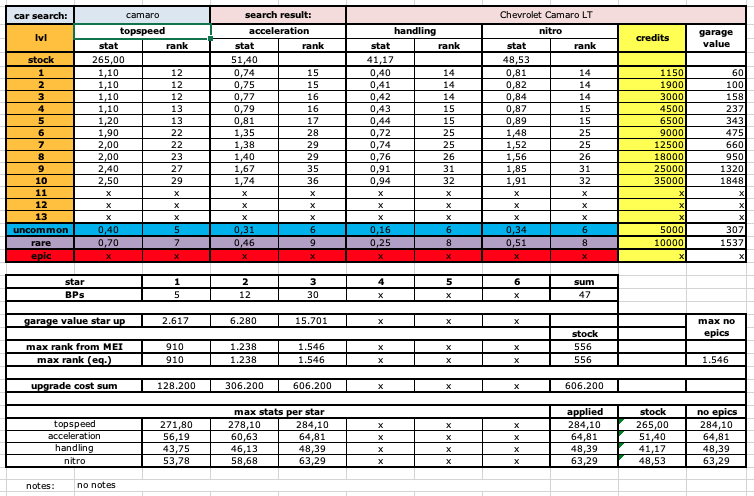 car search: camaro search result: Chevrolet Camaro LT
lvl topspeed acceleration handling nitro credits garage value
stat rank stat rank stat rank stat rank
stock 265,00 51,40 41,17 48,53
1 1,10 12 0,74 15 0,40 14 0,81 14 1150 60
2 1,10 12 0,75 15 0,41 14 0,82 14 1900 100
3 1,10 12 0,77 16 0,42 14 0,84 14 3000 158
4 1,10 13 0,79 16 0,43 15 0,87 15 4500 237
5 1,20 13 0,81 17 0,44 15 0,89 15 6500 343
6 1,90 22 1,35 28 0,72 25 1,48 25 9000 475
7 2,00 22 1,38 29 0,74 25 1,52 25 12500 660
8 2,00 23 1,40 29 0,76 26 1,56 26 18000 950
9 2,40 27 1,67 35 0,91 31 1,85 31 25000 1320
10 2,50 29 1,74 36 0,94 32 1,91 32 35000 1848
11 x x x x x x x x x x
12 x x x x x x x x x x
13 x x x x x x x x x x
uncommon 0,40 5 0,31 6 0,16 6 0,34 6 5000 307
rare 0,70 7 0,46 9 0,25 8 0,51 8 10000 1537
epic x x x x x x x x x x
star 1 2 3 4 5 6 sum
BPs 5 12 30 x x x 47
garage value star up 2.617 6.280 15.701 x x x max no epics
stock
max rank from MEI 910 1.238 1.546 x x x 556
max rank (eq.) 910 1.238 1.546 x x x 556 1.546
upgrade cost sum 128.200 306.200 606.200 x x x 606.200
max stats per star applied stock no epics
topspeed 271,80 278,10 284,10 x x x 284,10 265,00 284,10
acceleration 56,19 60,63 64,81 x x x 64,81 51,40 64,81
handling 43,75 46,13 48,39 x x x 48,39 41,17 48,39
nitro 53,78 58,68 63,29 x x x 63,29 48,53 63,29
notes: no notes